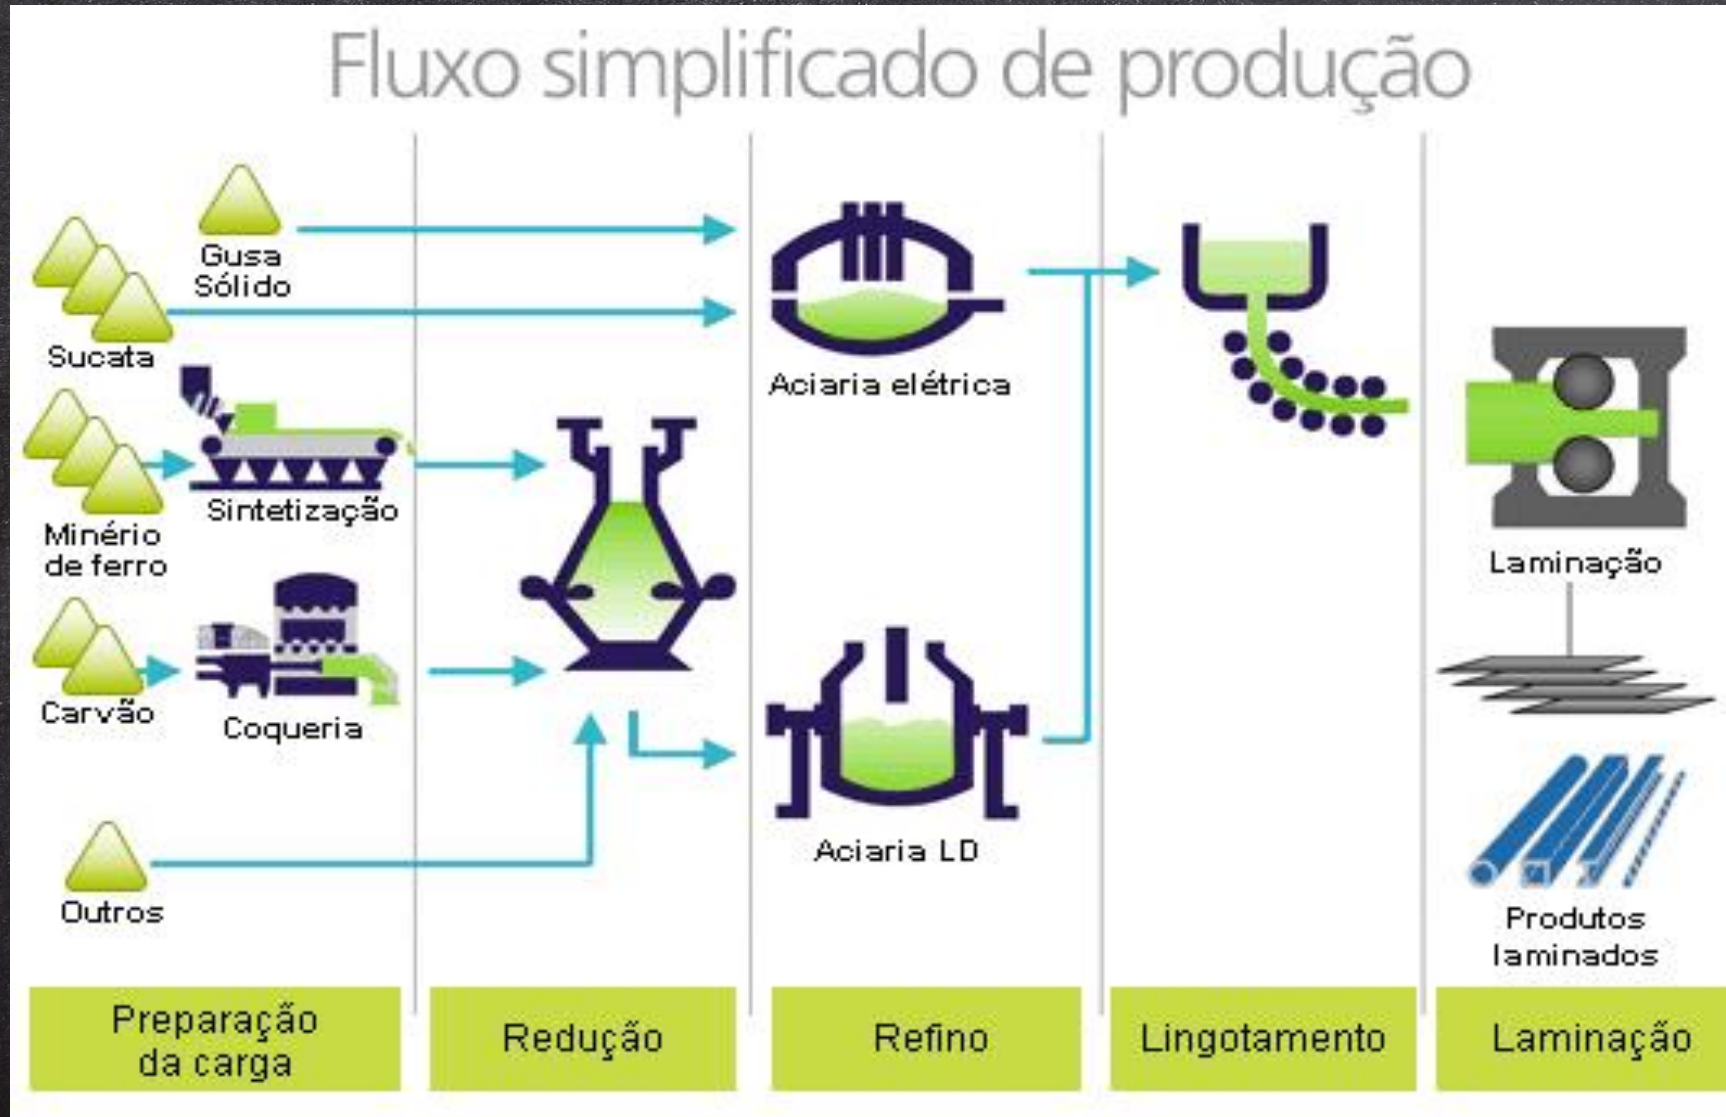 Fluxo simplificado de produção
Gusa
Sólido
Sucata
Aciaria elétrica
Sintetização
Minério
de ferro
Laminação
Carvão
Coqueria
Aciaria LD
Outros
Produtos
laminados
Preparação
da carga
Redução
Refino
Lingotamento
Laminação